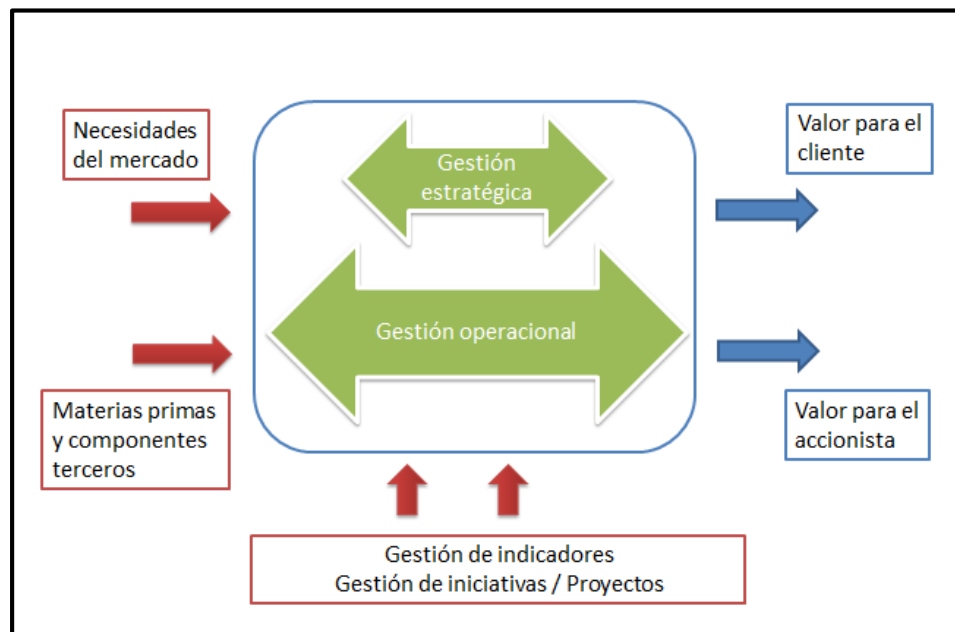 Necesidades
del mercado
Gestión
estratégica
Valor para el
cliente
Gestión operacional
Materias primas
y componentes
terceros
Valor para el
accionista
Gestión de indicadores
Gestión de iniciativas / Proyectos